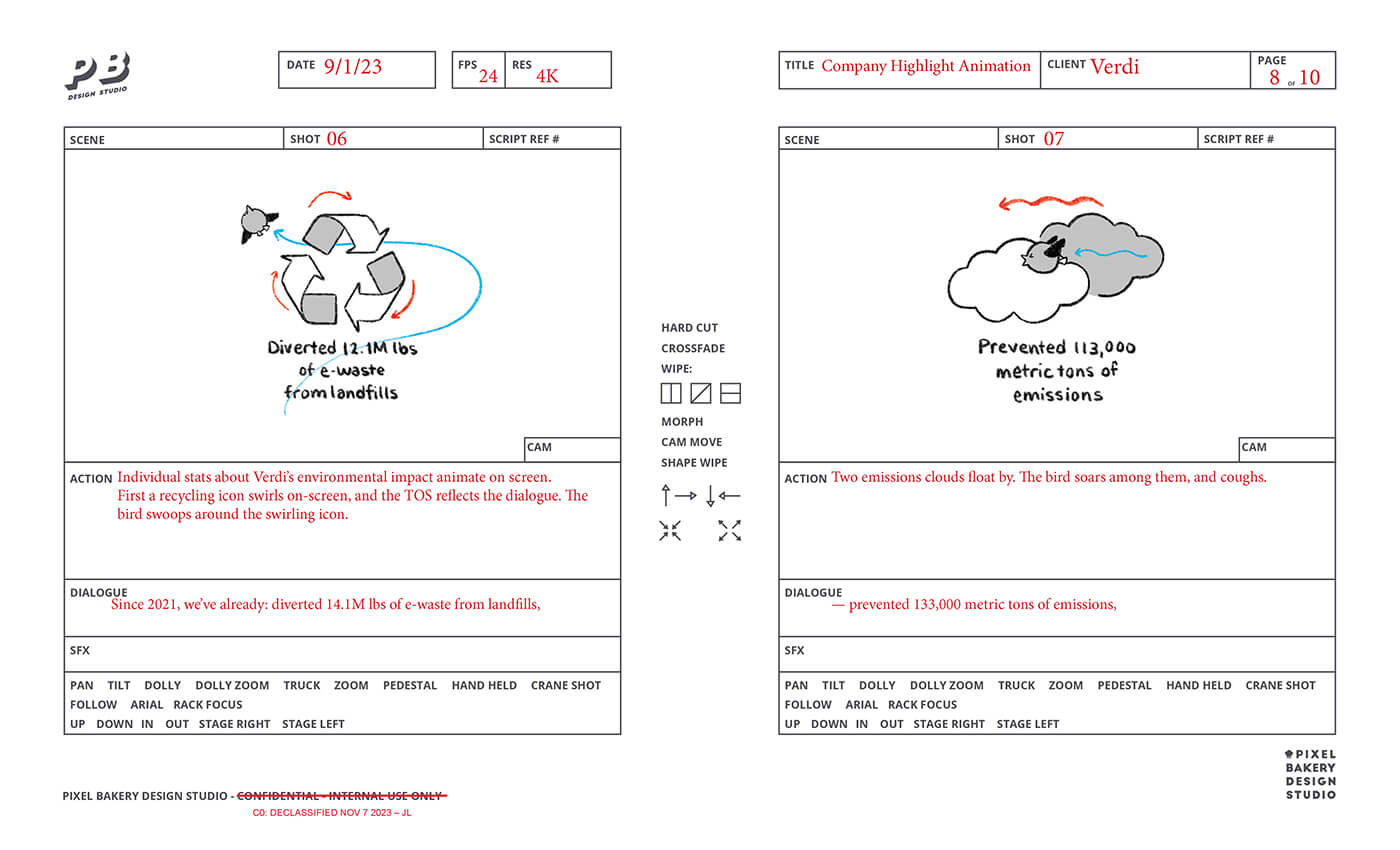 PB
DESIGN STUDIO
DATE 9/1/23
FPS 24
RES 4K
TITLE Company Highlight Animation
CLIENT Verdi
PAGE 8 OF 10
SCENE
SHOT 06
SCRIPT REF #
Diverted 12.1M lbs
of e-waste
from landfills
CAM
ACTION Individual stats about Verdi's environmental impact animate on screen.
First a recycling icon swirls on-screen, and the TOS reflects the dialogue. The
bird swoops around the swirling icon.
DIALOGUE
Since 2021, we've already: diverted 14.1M lbs of e-waste from landfills,
SFX
PAN TILT DOLLY DOLLY ZOOM TRUCK ZOOM PEDESTAL HAND HELD CRANE SHOT
FOLLOW ARIAL RACK FOCUS
UP DOWN IN OUT STAGE RIGHT STAGE LEFT
HARD CUT
CROSSFADE
WIPE:
MORPH
CAM MOVE
SHAPE WIPE
SCENE
SHOT 07
SCRIPT REF #
Prevented 113,000
metric tons of
emissions
CAM
ACTION Two emissions clouds float by. The bird soars among them, and coughs.
DIALOGUE
— prevented 133,000 metric tons of emissions,
SFX
PAN TILT DOLLY DOLLY ZOOM TRUCK ZOOM PEDESTAL HAND HELD CRANE SHOT
FOLLOW ARIAL RACK FOCUS
UP DOWN IN OUT STAGE RIGHT STAGE LEFT
PIXEL BAKERY DESIGN STUDIO - CONFIDENTIAL - INTERNAL USE ONLY
C0: DECLASSIFIED NOV 7 2023 – JL
PIXEL
BAKERY
DESIGN
STUDIO